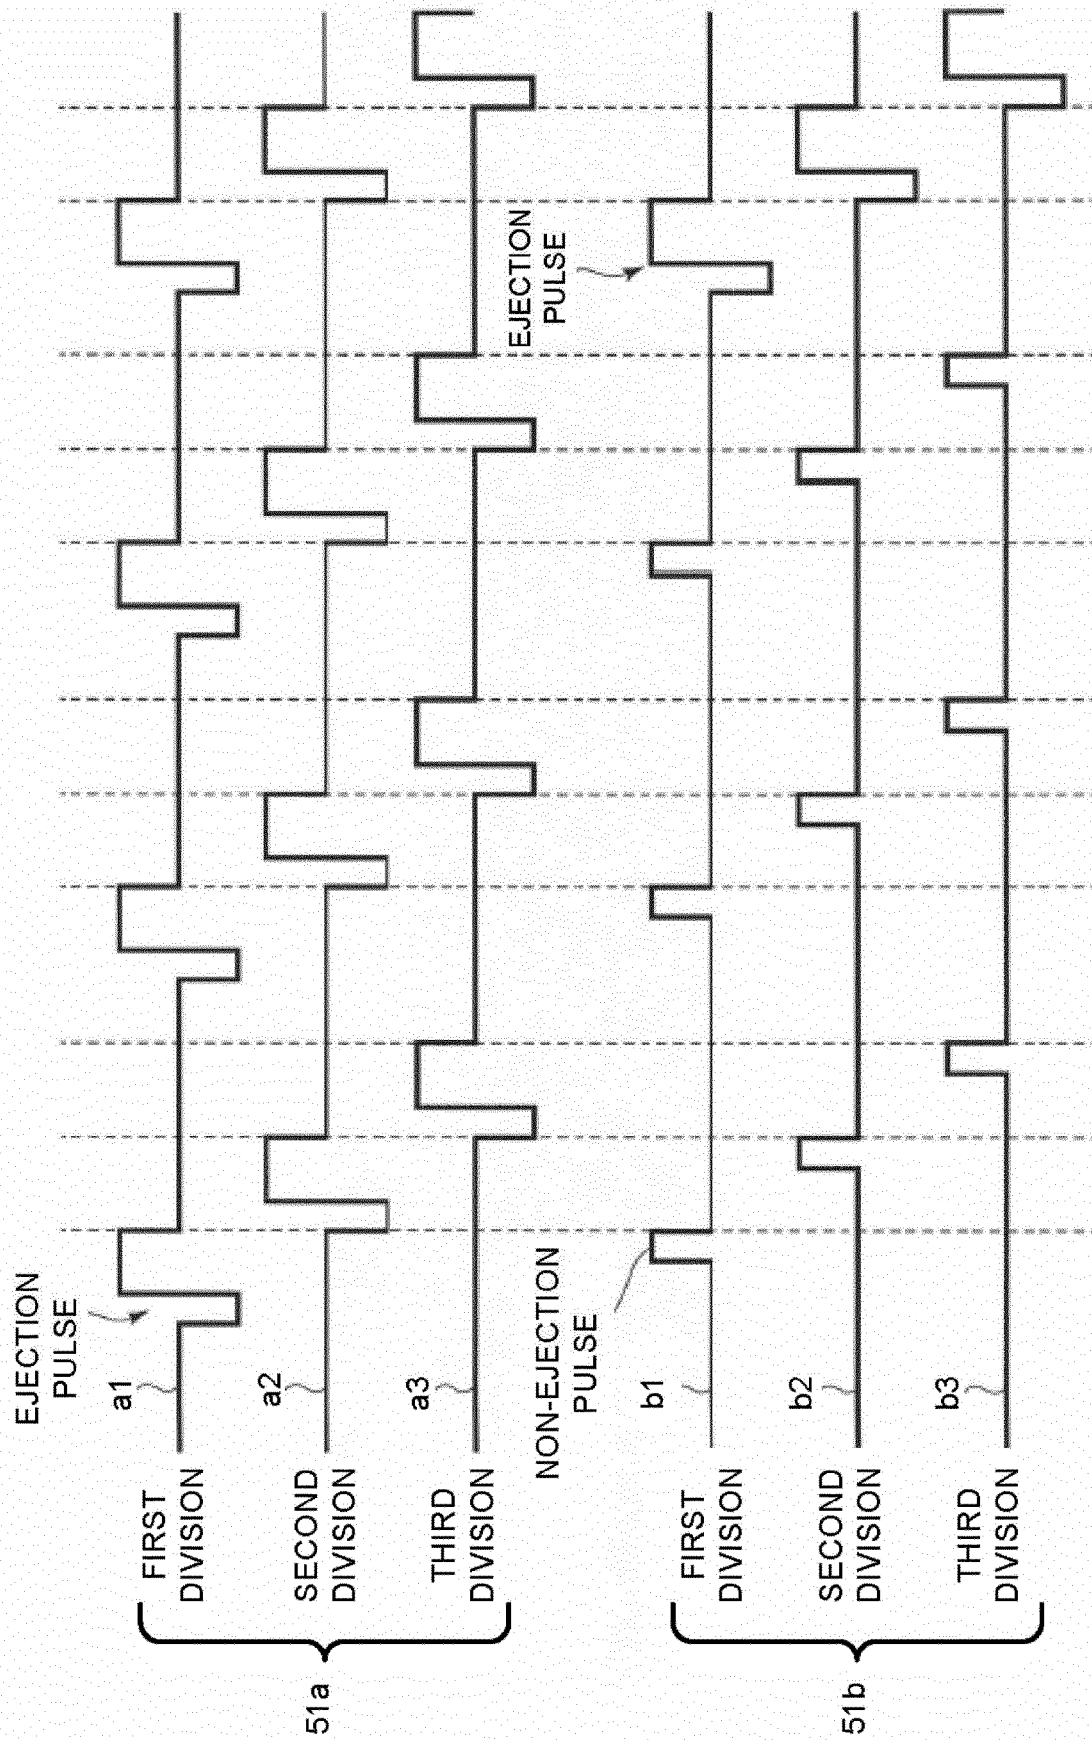 EJECTION
PULSE
51a
FIRST
DIVISION
a1
SECOND
DIVISION
a2
THIRD
DIVISION
a3
EJECTION
PULSE
NON-EJECTION
PULSE
51b
FIRST
DIVISION
b1
SECOND
DIVISION
b2
THIRD
DIVISION
b3